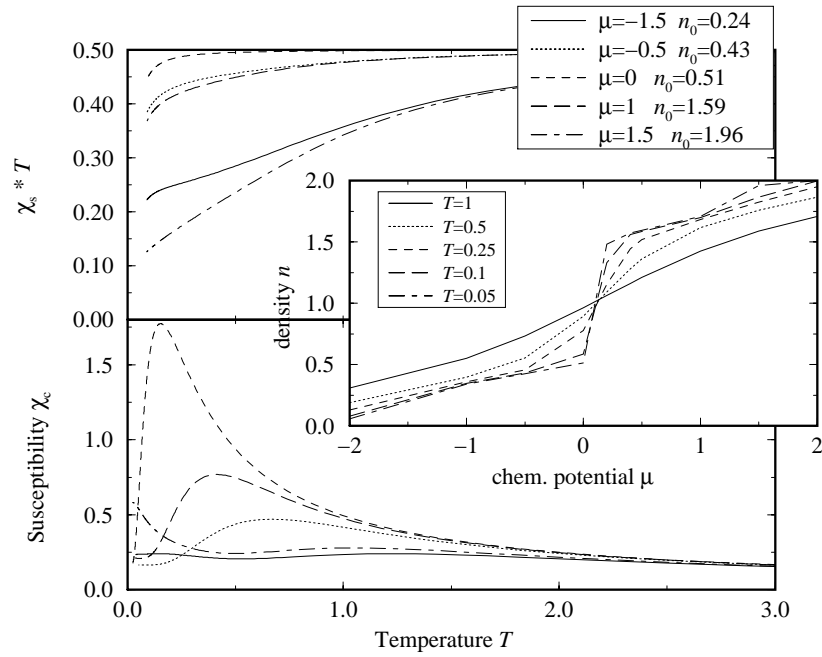 μ=−1.5 n₀=0.24
μ=−0.5 n₀=0.43
μ=0 n₀=0.51
μ=1 n₀=1.59
μ=1.5 n₀=1.96
0.50
0.40
0.30
0.20
0.10
0.00
χₛ * T
T=1
T=0.5
T=0.25
T=0.1
T=0.05
2.0
1.5
1.0
0.5
0.0
density n
−2 −1 0 1 2
chem. potential μ
1.5
1.0
0.5
0.0
Susceptibility χ꜀
0.0 1.0 2.0 3.0
Temperature T